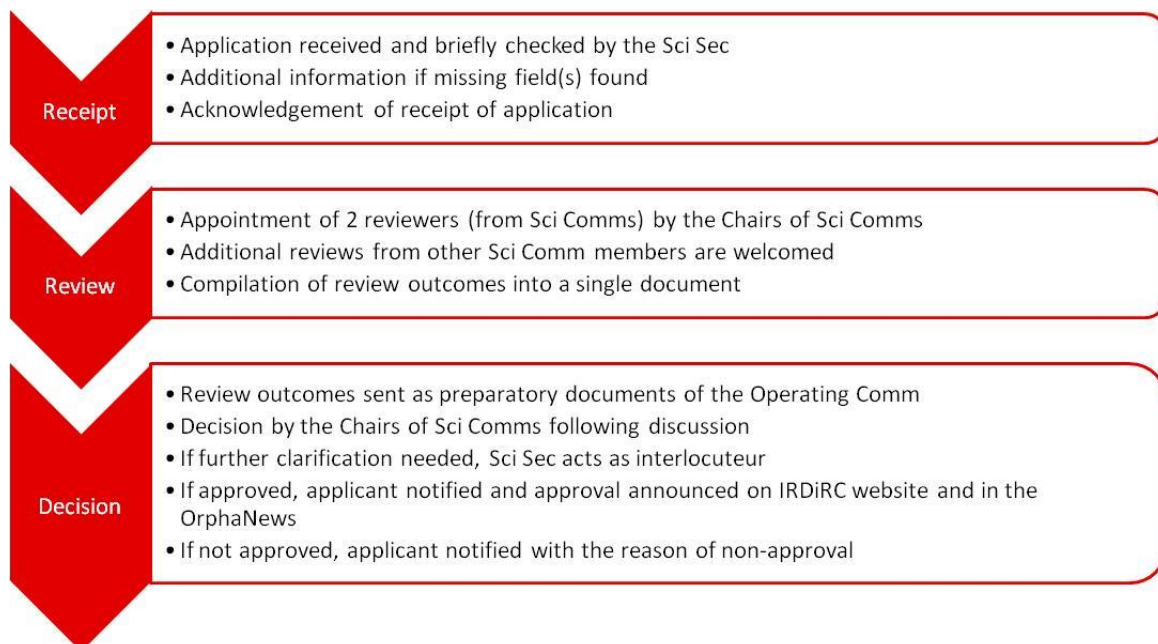 Receipt
• Application received and briefly checked by the Sci Sec
• Additional information if missing field(s) found
• Acknowledgement of receipt of application
Review
• Appointment of 2 reviewers (from Sci Comms) by the Chairs of Sci Comms
• Additional reviews from other Sci Comm members are welcomed
• Compilation of review outcomes into a single document
Decision
• Review outcomes sent as preparatory documents of the Operating Comm
• Decision by the Chairs of Sci Comms following discussion
• If further clarification needed, Sci Sec acts as interlocuteur
• If approved, applicant notified and approval announced on IRDiRC website and in the
OrphaNews
• If not approved, applicant notified with the reason of non-approval